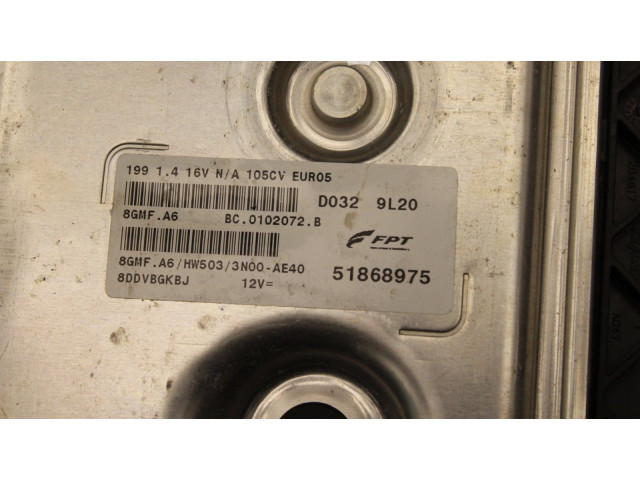 199 1.4 16V N/A 105CV EURO5
D032 9L20
8GMF.A6 BC.0102072.B
FPT
8GMF.A6/HW503/3N00-AE40
51868975
8DDVBGKBJ 12V=